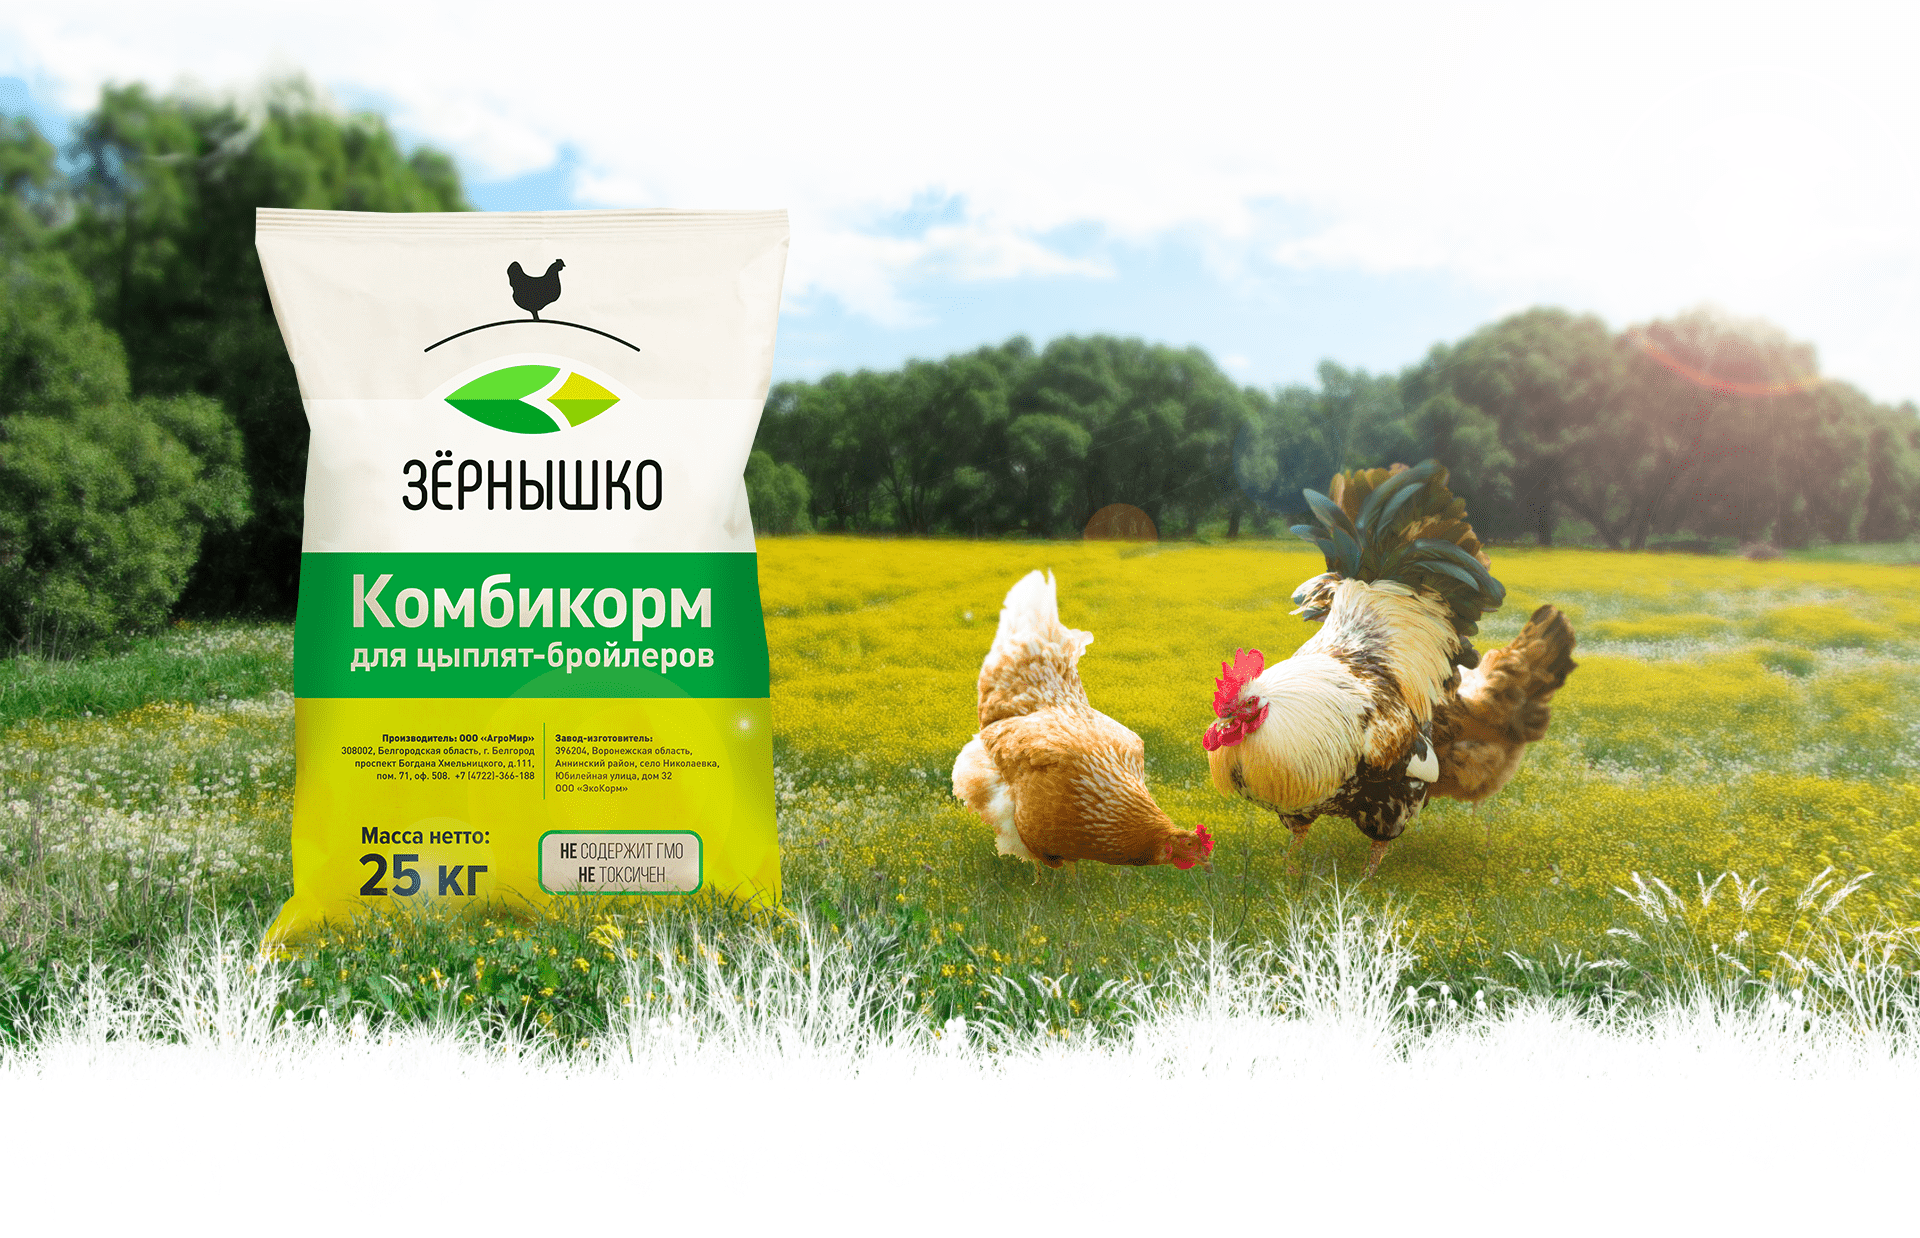 ЗЁРНЫШКО
Комбикорм
для цыплят-бройлеров
Производитель: ООО «АгроМир»
308002, Белгородская область, г. Белгород
проспект Богдана Хмельницкого, д.111,
пом. 71, оф. 508. +7 (4722)-366-188
Завод-изготовитель:
396204, Воронежская область,
Аннинский район, село Николаевка,
Юбилейная улица, дом 32
ООО «ЭкоКорм»
Масса нетто:
25 кг
НЕ СОДЕРЖИТ ГМО
НЕ ТОКСИЧЕН